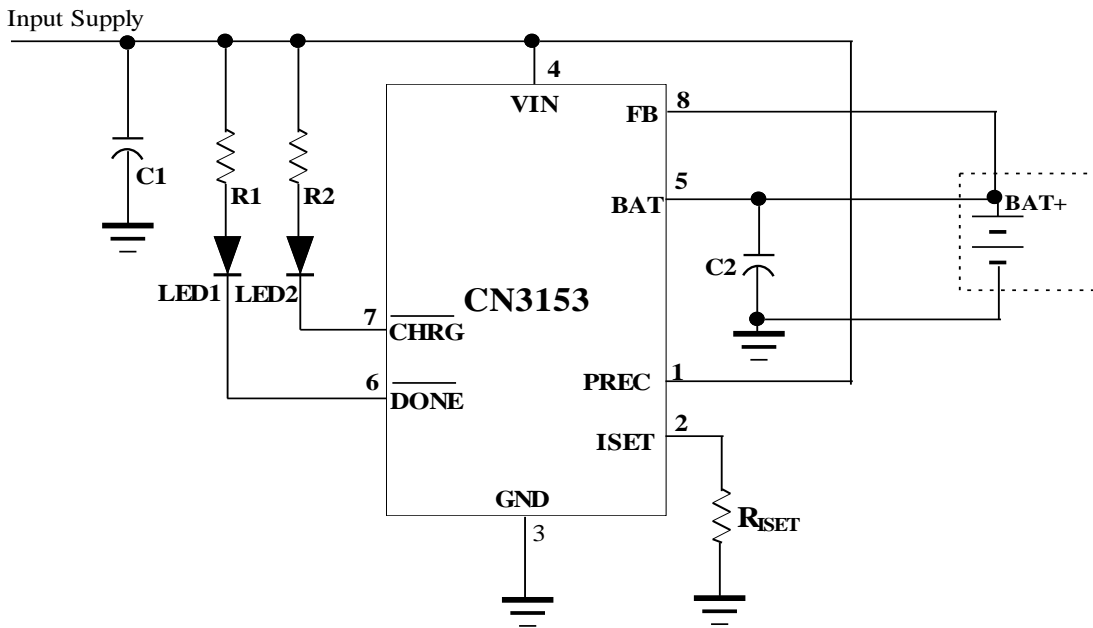 Input Supply
4
VIN
FB
8
C1
R1
R2
5
BAT
BAT+
C2
LED1
LED2
CN3153
7
CHRG
PREC
1
6
DONE
2
ISET
GND
3
RISET